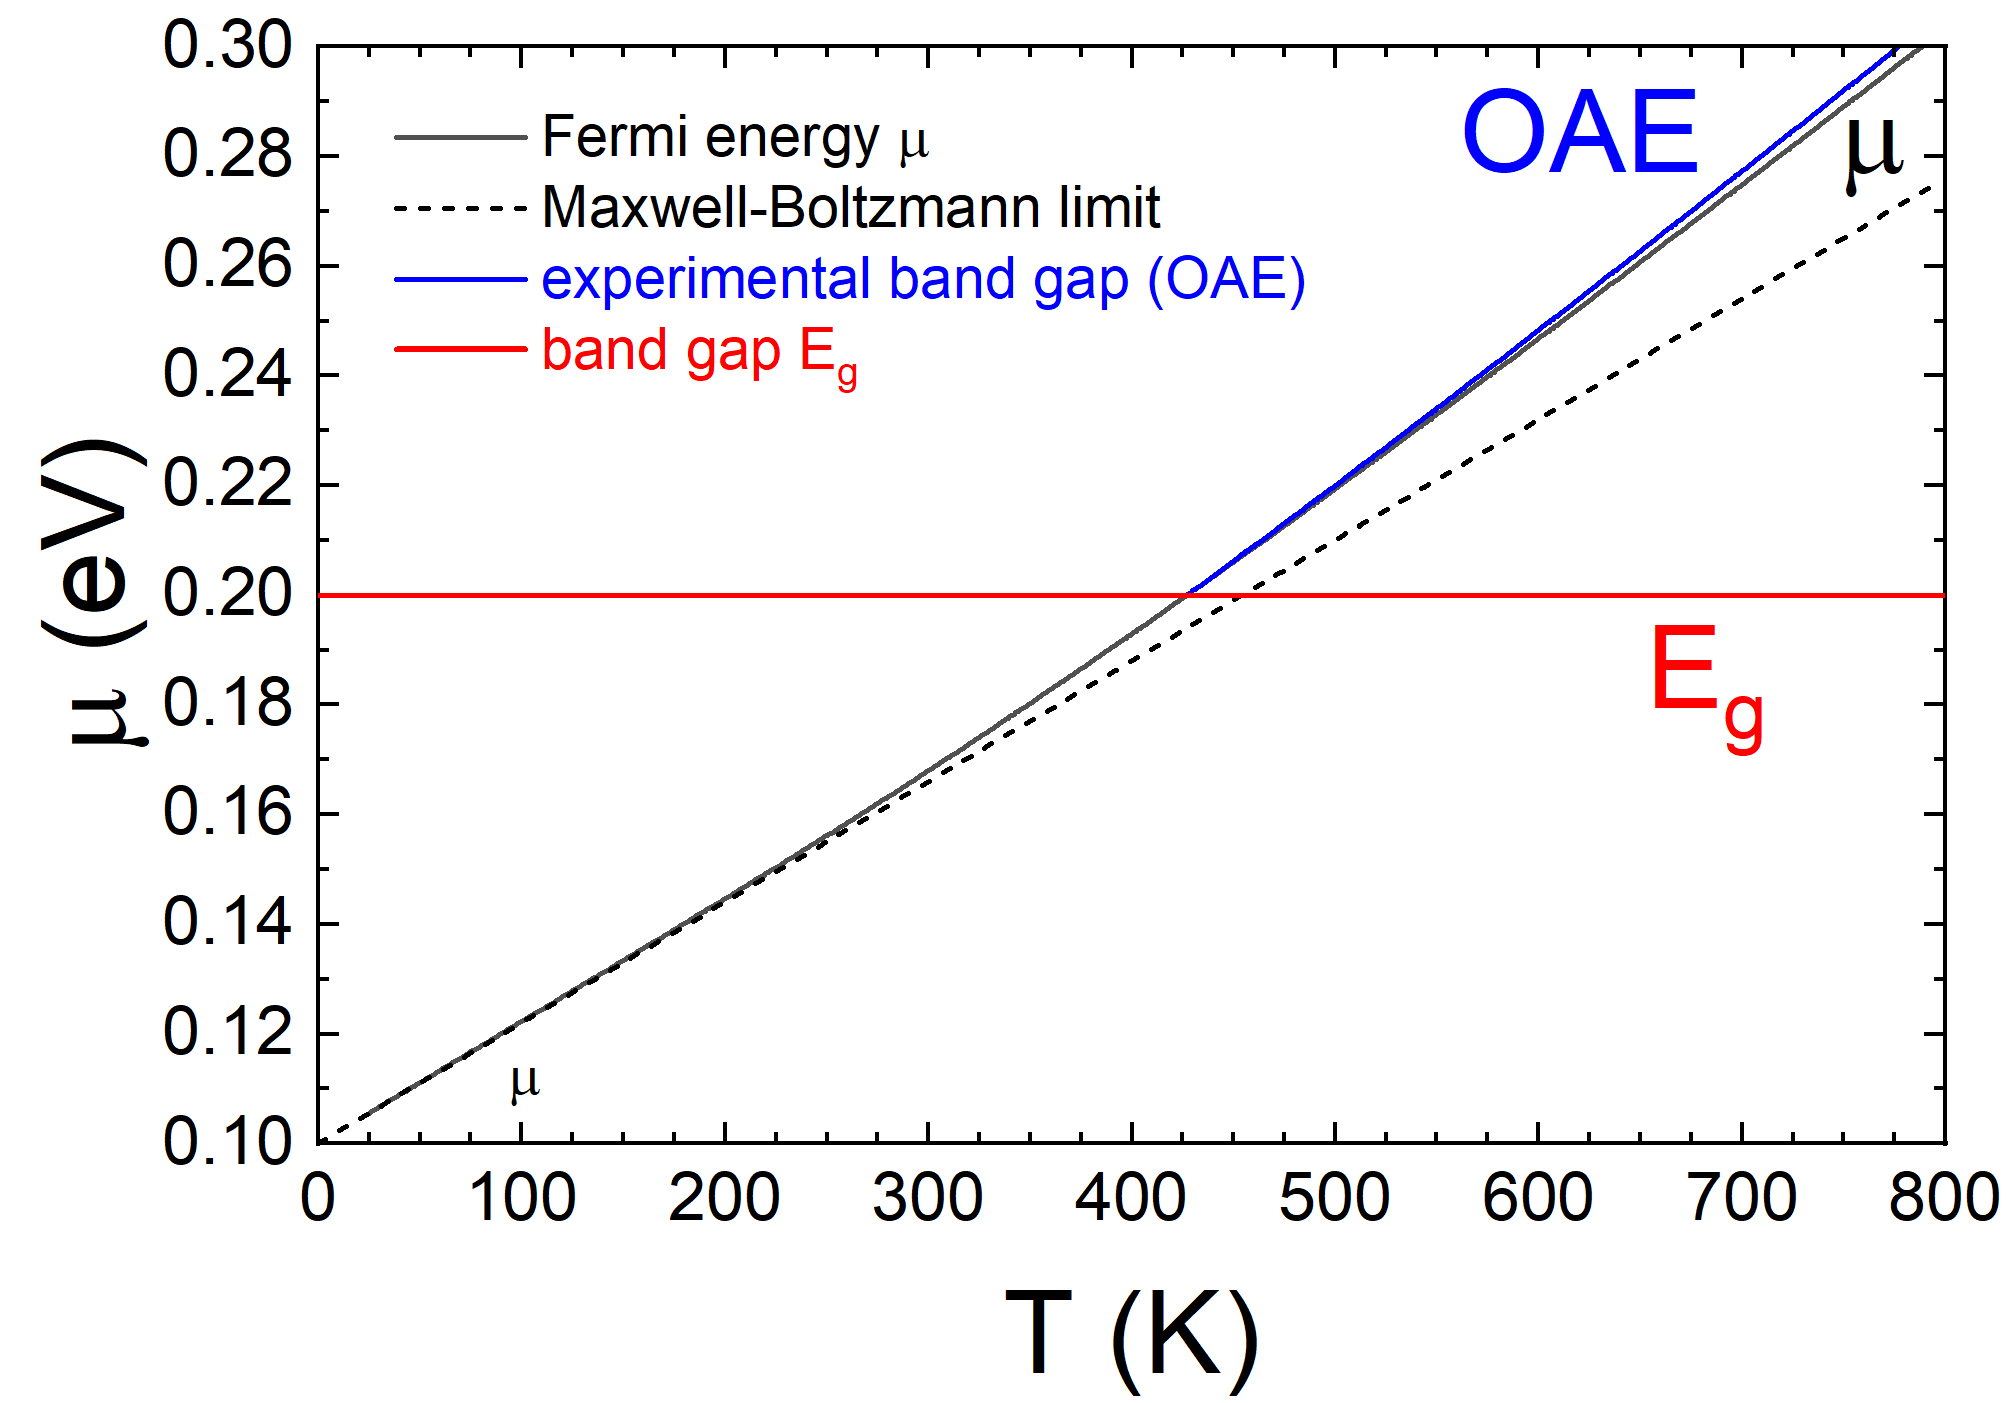 0.30
0.28
0.26
0.24
0.22
0.20
0.18
0.16
0.14
0.12
0.10
μ (eV)
Fermi energy μ
Maxwell-Boltzmann limit
experimental band gap (OAE)
band gap Eg
OAE
μ
Eg
μ
0 100 200 300 400 500 600 700 800
T (K)